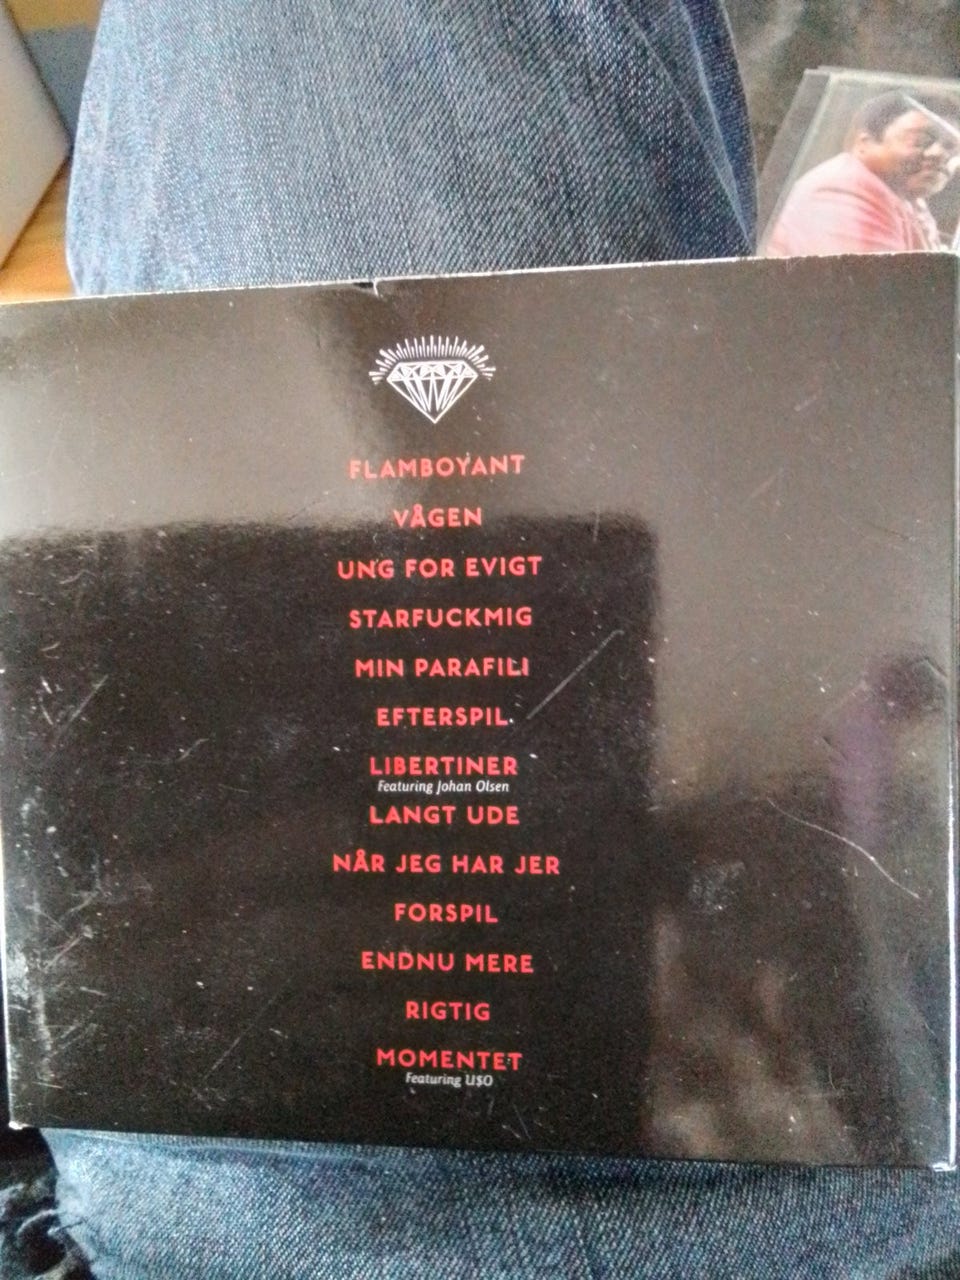 FLAMBOYANT
VÅGEN
UNG FOR EVIGT
STARFUCKMIG
MIN PARAFILI
EFTERSPIL
LIBERTINER
Featuring Johan Olsen
LANGT UDE
NÅR JEG HAR JER
FORSPIL
ENDNU MERE
RIGTIG
MOMENTET
Featuring U$O